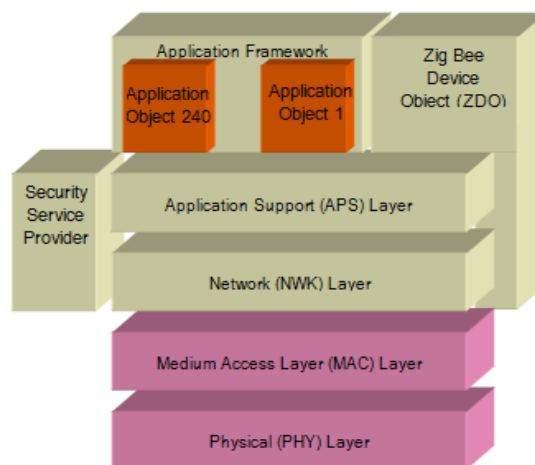 Application Framework
Application
Object 240
Application
Object 1
Zig Bee
Device
Object (ZDO)
Security
Service
Provider
Application Support (APS) Layer
Network (NWK) Layer
Medium Access Layer (MAC) Layer
Physical (PHY) Layer